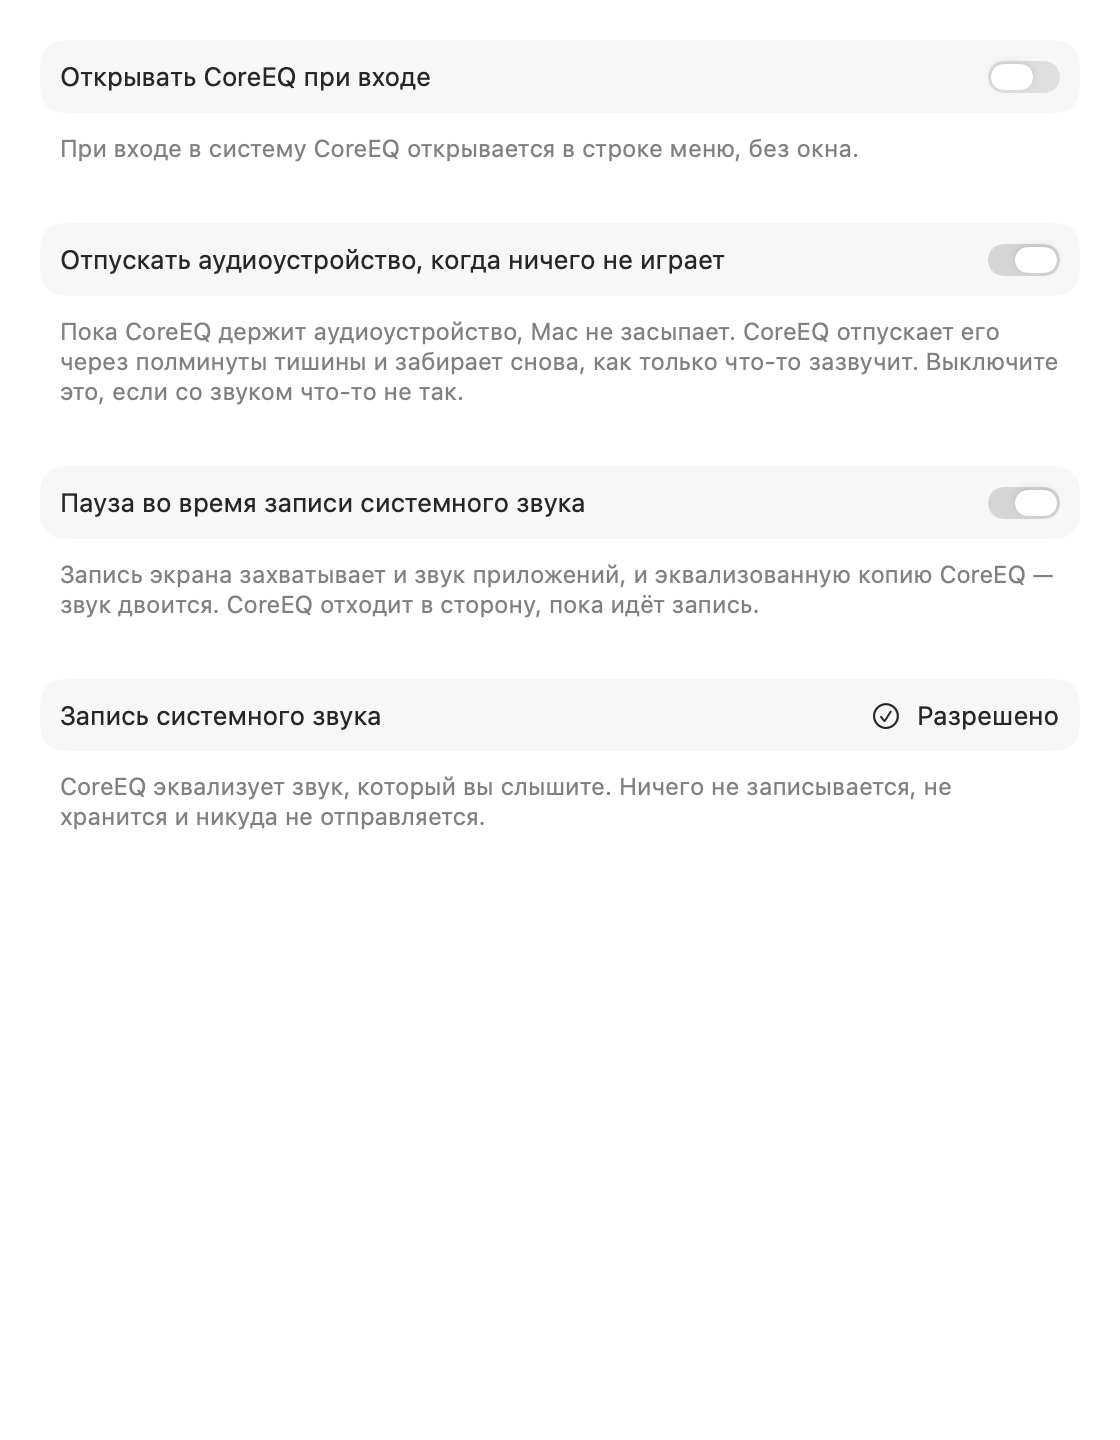 Открывать CoreEQ при входе
При входе в систему CoreEQ открывается в строке меню, без окна.
Отпускать аудиоустройство, когда ничего не играет
Пока CoreEQ держит аудиоустройство, Mac не засыпает. CoreEQ отпускает его
через полминуты тишины и забирает снова, как только что-то зазвучит. Выключите
это, если со звуком что-то не так.
Пауза во время записи системного звука
Запись экрана захватывает и звук приложений, и эквализованную копию CoreEQ —
звук двоится. CoreEQ отходит в сторону, пока идёт запись.
Запись системного звука Разрешено
CoreEQ эквализует звук, который вы слышите. Ничего не записывается, не
хранится и никуда не отправляется.